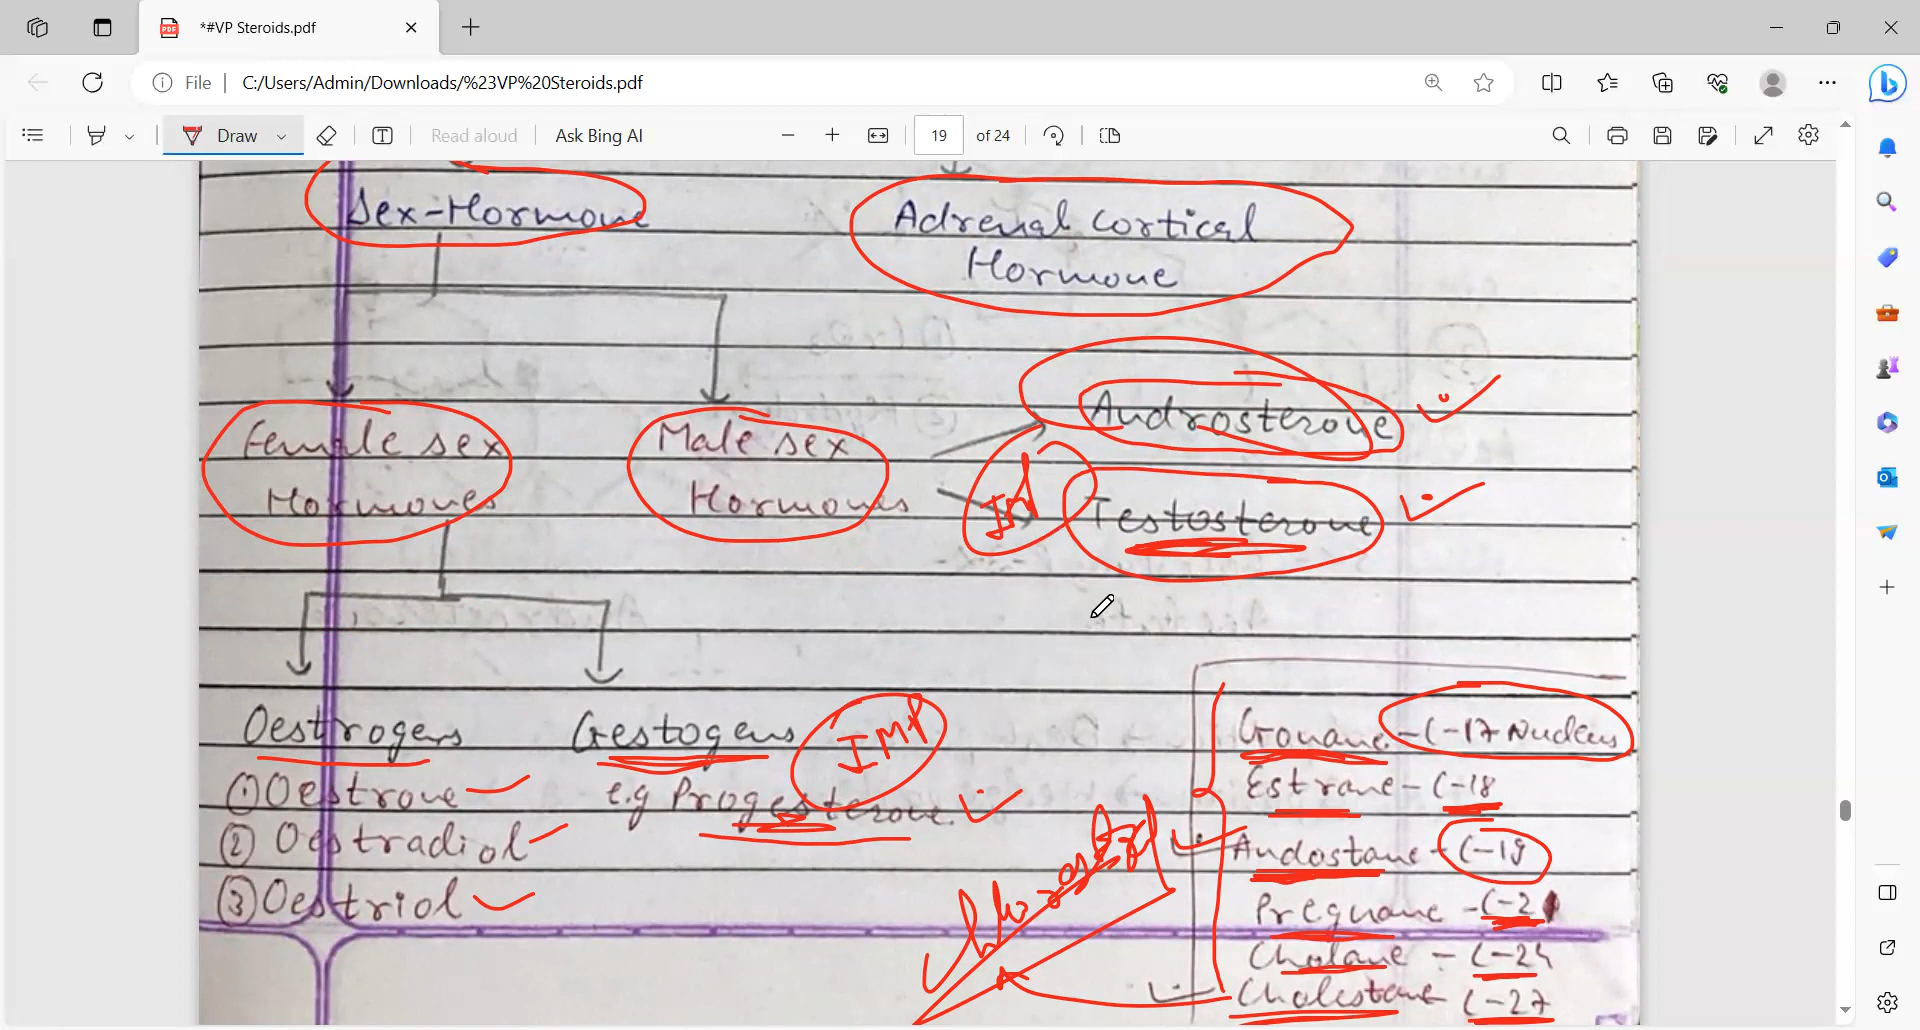 *#VP Steroids.pdf
File | C:/Users/Admin/Downloads/%23VP%20Steroids.pdf
Draw
Read aloud
Ask Bing AI
19 of 24
Sex-Hormone
Adrenal Cortical
Hormone
Female sex
Hormones
Male sex
Hormones
Androsterone
Testosterone
Oestrogens
① Oestrone
② Oestradiol
③ Oestriol
Gestogens
e.g Progesterone.
IMP
Gonane - C-17 Nucleus
Estrane - C-18
Andostane - C-19
Pregnane - C-21
Cholane - C-24
Cholestane - C-27